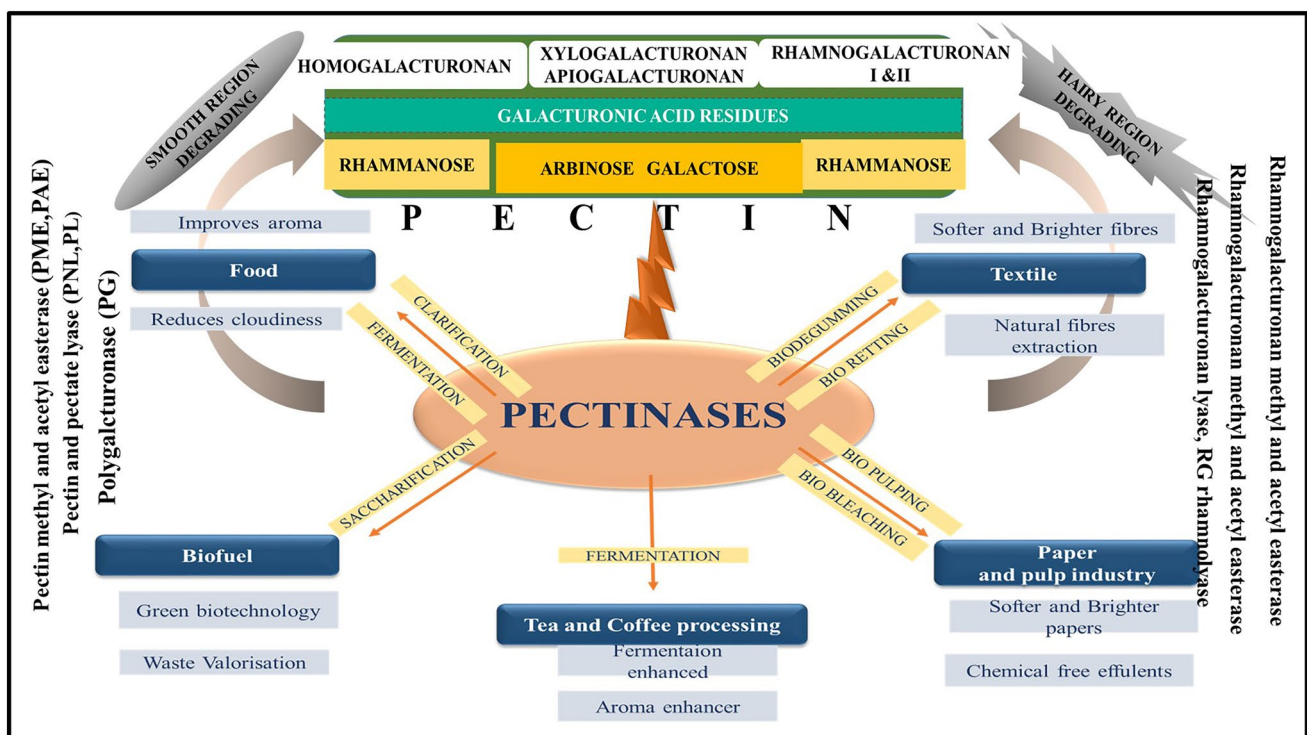 HOMOGALACTURONAN
XYLOGALACTURONAN
APIOGALACTURONAN
RHAMNOGALACTURONAN
I &II
SMOOTH REGION
DEGRADING
HAIRY REGION
DEGRADING
GALACTURONIC ACID RESIDUES
RHAMMANOSE
ARBINOSE GALACTOSE
RHAMMANOSE
P E C T I N
Pectin methyl and acetyl easterase (PME,PAE)
Pectin and pectate lyase (PNL,PL)
Polygalcturonase (PG)
Improves aroma
Food
Reduces cloudiness
CLARIFICATION
FERMENTATION
Softer and Brighter fibres
Textile
Natural fibres
extraction
BIODEGUMMING
BIO RETTING
PECTINASES
SACCHARIFICATION
BIO PULPING
BIO BLEACHING
FERMENTATION
Biofuel
Green biotechnology
Waste Valorisation
Tea and Coffee processing
Fermentaion
enhanced
Aroma enhancer
Paper
and pulp industry
Softer and Brighter
papers
Chemical free effulents
Rhamnogalacturonan methyl and acetyl easterase
Rhamnogalacturonan methyl and acetyl easterase
Rhamnogalacturonan lyase, RG rhamnolyase